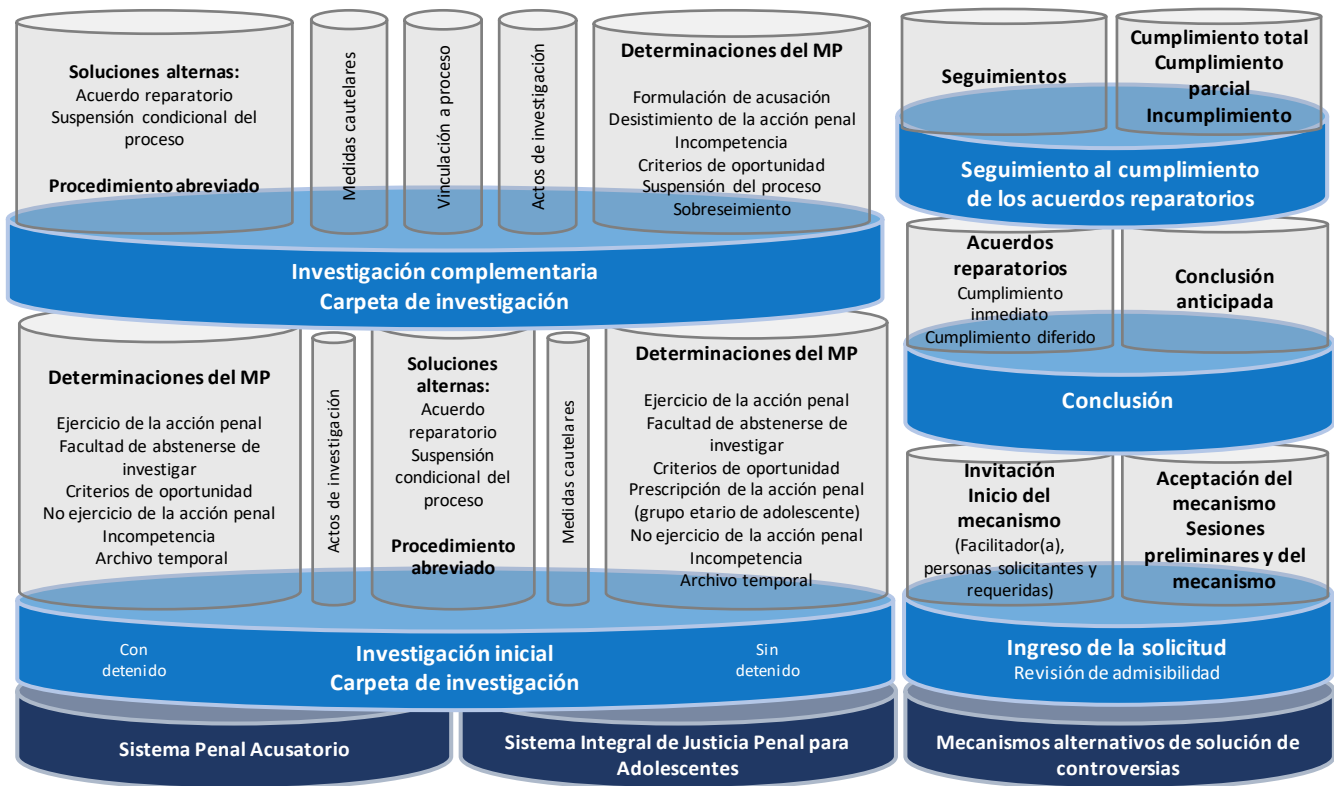 Soluciones alternas:
Acuerdo reparatorio
Suspensión condicional del
proceso
Procedimiento abreviado
Medidas cautelares
Vinculación a proceso
Actos de investigación
Determinaciones del MP
Formulación de acusación
Desistimiento de la acción penal
Incompetencia
Criterios de oportunidad
Suspensión del proceso
Sobreseimiento
Investigación complementaria
Carpeta de investigación
Determinaciones del MP
Ejercicio de la acción penal
Facultad de abstenerse de
investigar
Criterios de oportunidad
No ejercicio de la acción penal
Incompetencia
Archivo temporal
Actos de investigación
Soluciones
alternas:
Acuerdo
reparatorio
Suspensión
condicional del
proceso
Procedimiento
abreviado
Medidas cautelares
Determinaciones del MP
Ejercicio de la acción penal
Facultad de abstenerse de
investigar
Criterios de oportunidad
Prescripción de la acción penal
(grupo etario de adolescente)
No ejercicio de la acción penal
Incompetencia
Archivo temporal
Con
detenido
Investigación inicial
Carpeta de investigación
Sin
detenido
Sistema Penal Acusatorio
Sistema Integral de Justicia Penal para
Adolescentes
Seguimientos
Cumplimiento total
Cumplimiento
parcial
Incumplimiento
Seguimiento al cumplimiento
de los acuerdos reparatorios
Acuerdos
reparatorios
Cumplimiento
inmediato
Cumplimiento diferido
Conclusión
anticipada
Conclusión
Invitación
Inicio del
mecanismo
(Facilitador(a),
personas solicitantes y
requeridas)
Aceptación del
mecanismo
Sesiones
preliminares y del
mecanismo
Ingreso de la solicitud
Revisión de admisibilidad
Mecanismos alternativos de solución de
controversias